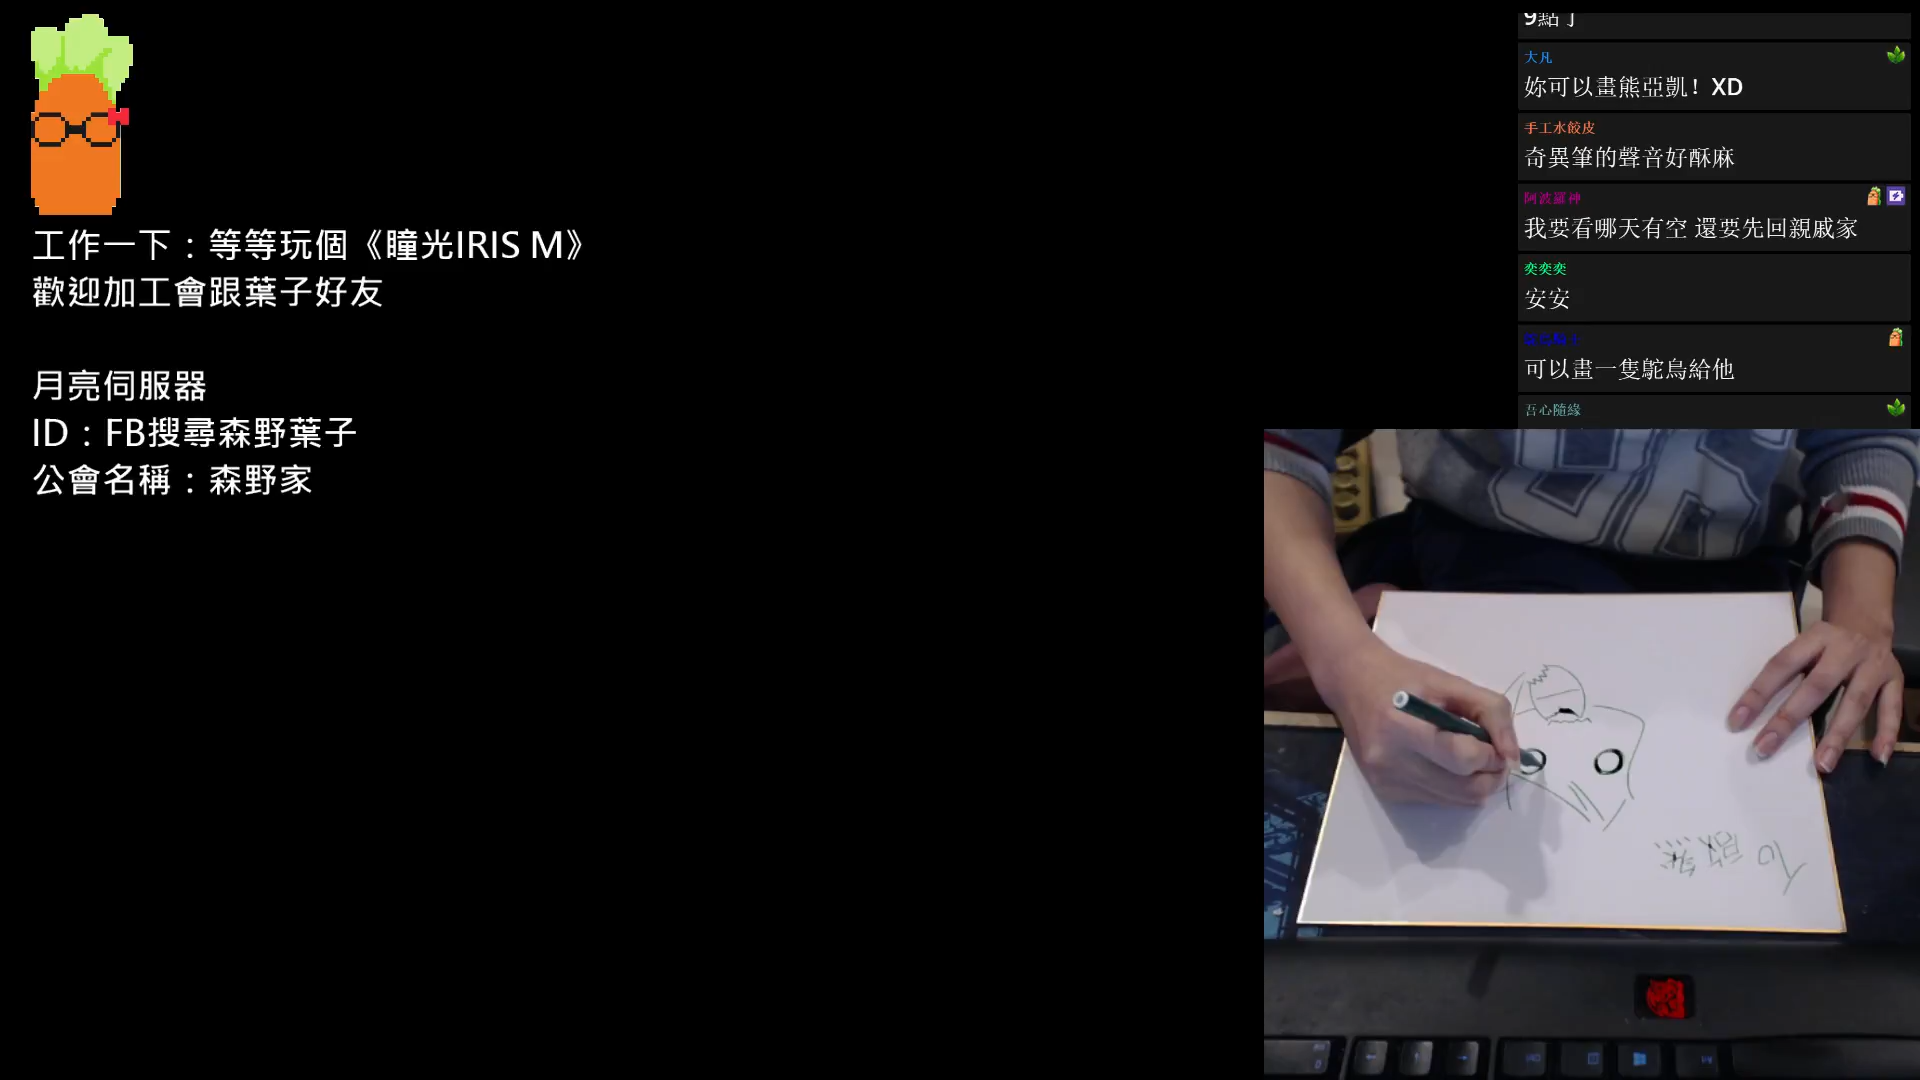 工作一下：等等玩個《瞳光IRIS M》
歡迎加工會跟葉子好友
月亮伺服器
ID：FB搜尋森野葉子
公會名稱：森野家
9點了
大凡
妳可以畫熊亞凱！XD
手工水餃皮
奇異筆的聲音好酥麻
阿波羅神
我要看哪天有空 還要先回親戚家
奕奕奕
安安
可以畫一隻鴕鳥給他
吾心隨緣